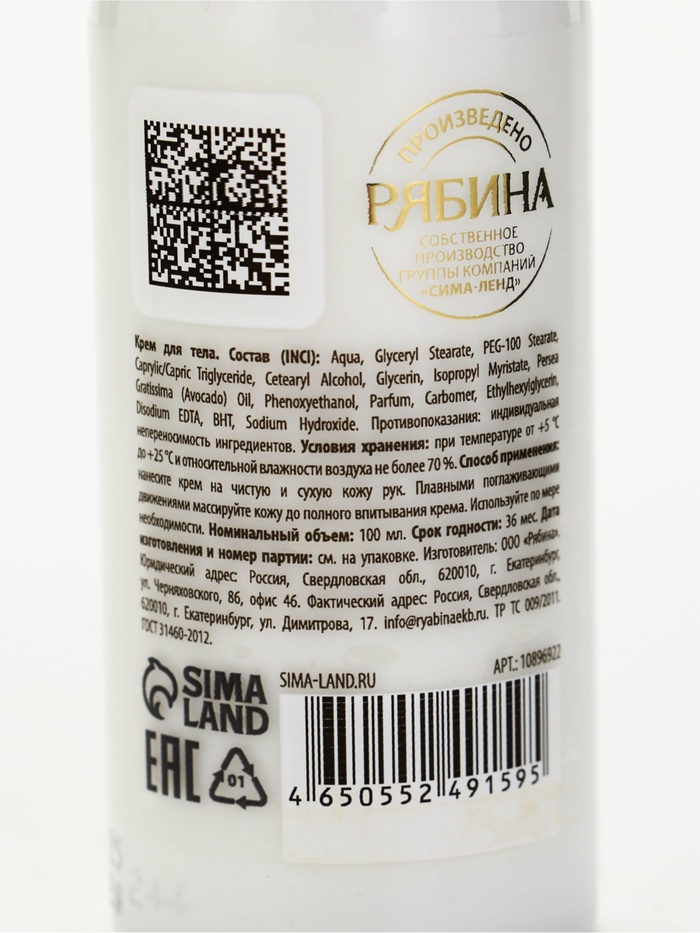 ПРОИЗВЕДЕНО
РЯБИНА
СОБСТВЕННОЕ
ПРОИЗВОДСТВО
ГРУППЫ КОМПАНИЙ
«СИМА-ЛЕНД»
Крем для тела. Состав (INCI): Aqua, Glyceryl Stearate, PEG-100 Stearate,
Caprylic/Capric Triglyceride, Cetearyl Alcohol, Glycerin, Isopropyl Myristate, Persea
Gratissima (Avocado) Oil, Phenoxyethanol, Parfum, Carbomer, Ethylhexylglycerin,
Disodium EDTA, BHT, Sodium Hydroxide. Противопоказания: индивидуальная
непереносимость ингредиентов. Условия хранения: при температуре от +5 °C
до +25 °C и относительной влажности воздуха не более 70 %. Способ применения:
нанесите крем на чистую и сухую кожу рук. Плавными поглаживающими
движениями массируйте кожу до полного впитывания крема. Используйте по мере
необходимости. Номинальный объем: 100 мл. Срок годности: 36 мес. Дата
изготовления и номер партии: см. на упаковке. Изготовитель: ООО «Рябина».
Юридический адрес: Россия, Свердловская обл., 620010, г. Екатеринбург,
ул. Черняховского, 86, офис 46. Фактический адрес: Россия, Свердловская обл.,
620010, г. Екатеринбург, ул. Димитрова, 17. info@ryabinaekb.ru. ТР ТС 009/2011.
ГОСТ 31460-2012.
SIMA
LAND
SIMA-LAND.RU
АРТ.: 10896922
EAC
01
4 650552 491595